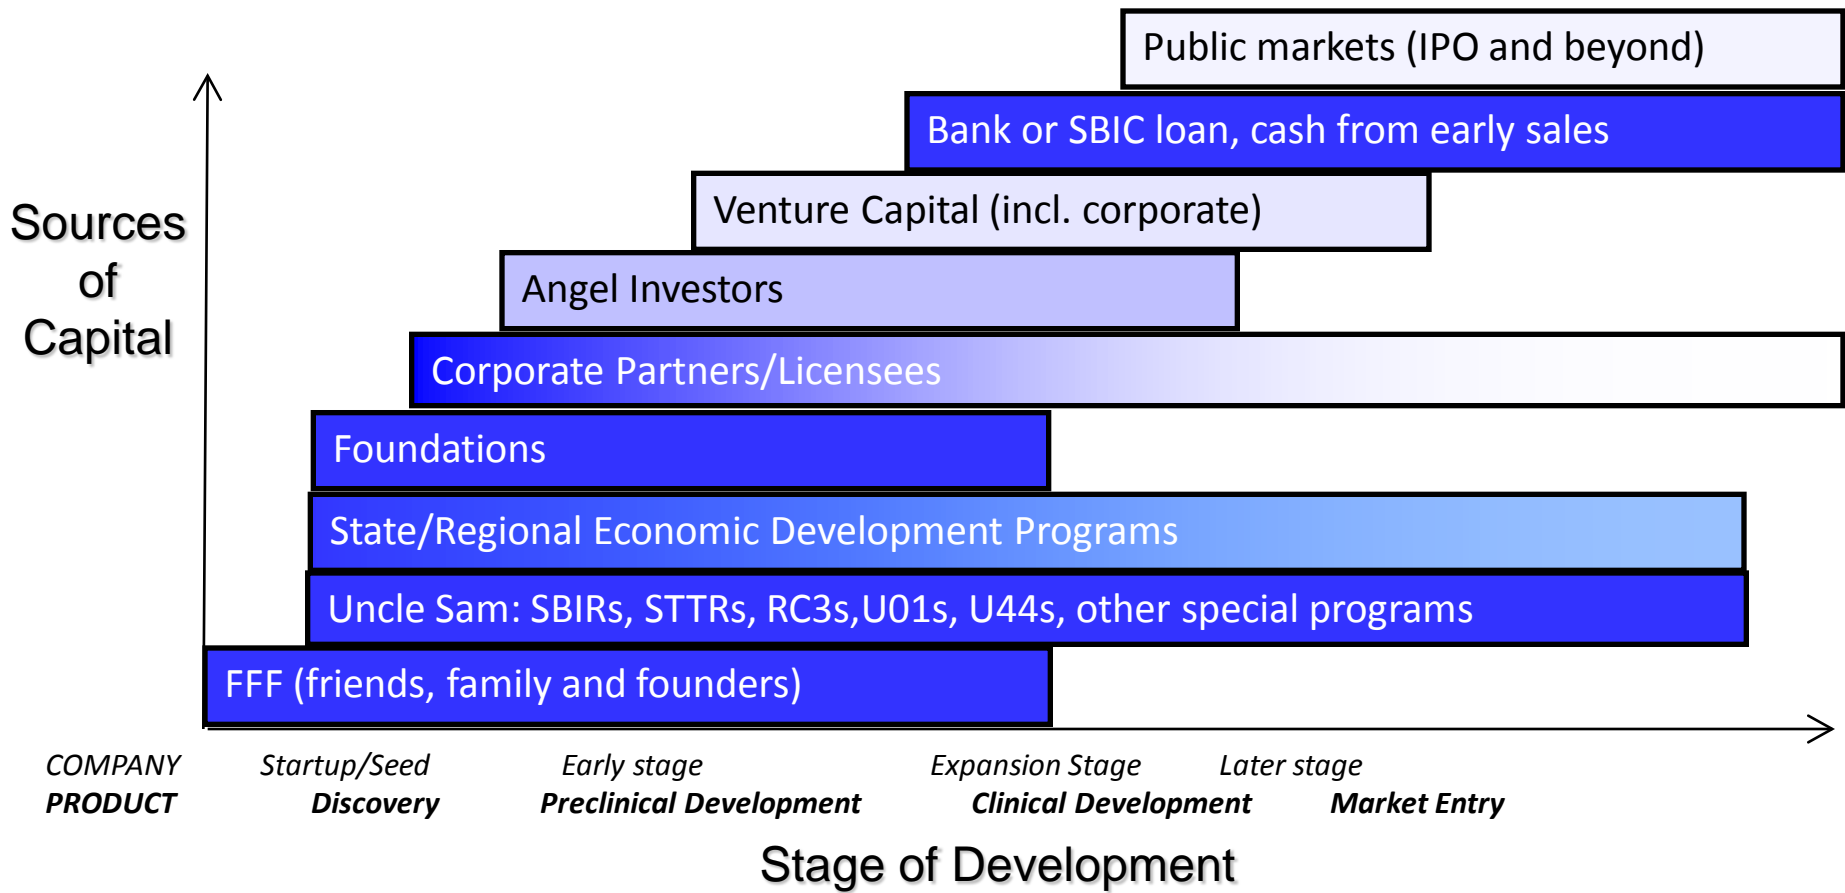 Public markets (IPO and beyond)
Bank or SBIC loan, cash from early sales
Venture Capital (incl. corporate)
Sources
of
Capital
Angel Investors
Corporate Partners/Licensees
Foundations
State/Regional Economic Development Programs
Uncle Sam: SBIRs, STTRs, RC3s,U01s, U44s, other special programs
FFF (friends, family and founders)
COMPANY Startup/Seed Early stage Expansion Stage Later stage
PRODUCT Discovery Preclinical Development Clinical Development Market Entry
Stage of Development